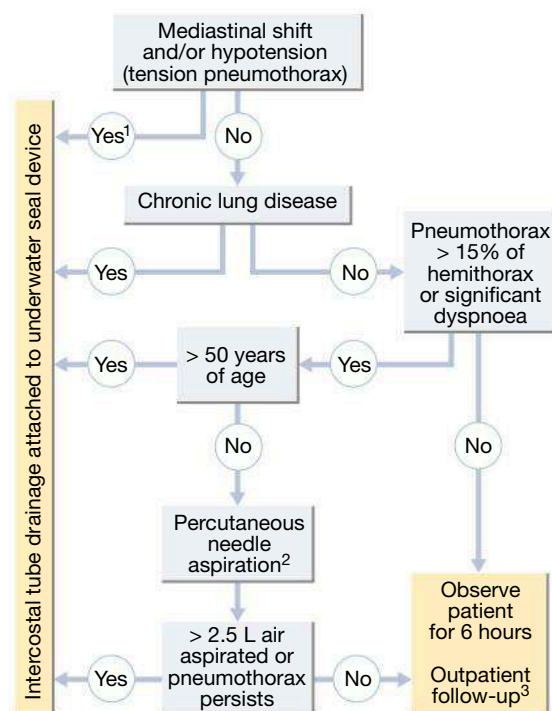 Mediastinal shift
and/or hypotension
(tension pneumothorax)
Intercostal tube drainage attached to underwater seal device
Yes¹
No
Chronic lung disease
Yes
No
Pneumothorax
> 15% of
hemithorax
or significant
dyspnoea
Yes
> 50 years
of age
Yes
No
No
Percutaneous
needle
aspiration²
> 2.5 L air
aspirated or
pneumothorax
persists
Yes
No
Observe
patient
for 6 hours
Outpatient
follow-up³